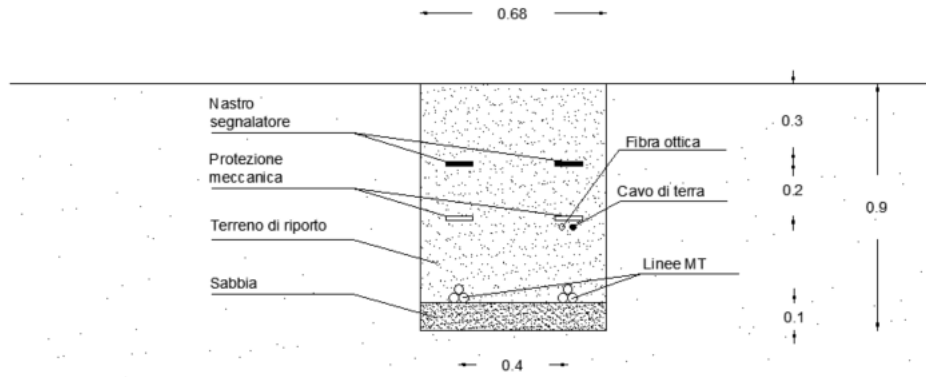 0.68
Nastro
segnalatore
0.3
Fibra ottica
Protezione
meccanica
0.2
Cavo di terra
0.9
Terreno di riporto
Linee MT
Sabbia
0.1
0.4